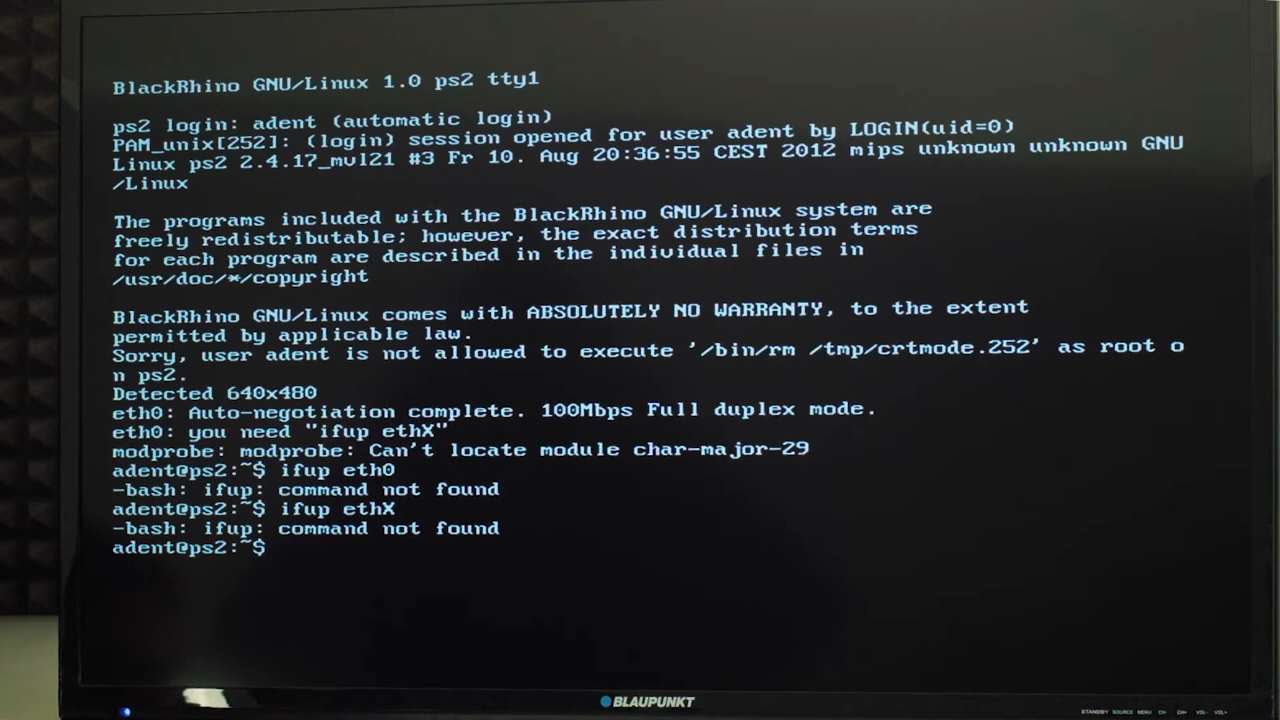 BlackRhino GNU/Linux 1.0 ps2 tty1
ps2 login: adent (automatic login)
PAM_unix[252]: (login) session opened for user adent by LOGIN(uid=0)
Linux ps2 2.4.17_mvl21 #3 Fr 10. Aug 20:36:55 CEST 2012 mips unknown unknown GNU
/Linux
The programs included with the BlackRhino GNU/Linux system are
freely redistributable; however, the exact distribution terms
for each program are described in the individual files in
/usr/doc/*/copyright
BlackRhino GNU/Linux comes with ABSOLUTELY NO WARRANTY, to the extent
permitted by applicable law.
Sorry, user adent is not allowed to execute '/bin/rm /tmp/crtmode.252' as root o
n ps2.
Detected 640x480
eth0: Auto-negotiation complete. 100Mbps Full duplex mode.
eth0: you need "ifup ethX"
modprobe: modprobe: Can't locate module char-major-29
adent@ps2:~$ ifup eth0
-bash: ifup: command not found
adent@ps2:~$ ifup ethX
-bash: ifup: command not found
adent@ps2:~$
BLAUPUNKT
STANDBY SOURCE MENU CH- CH+ VOL- VOL+